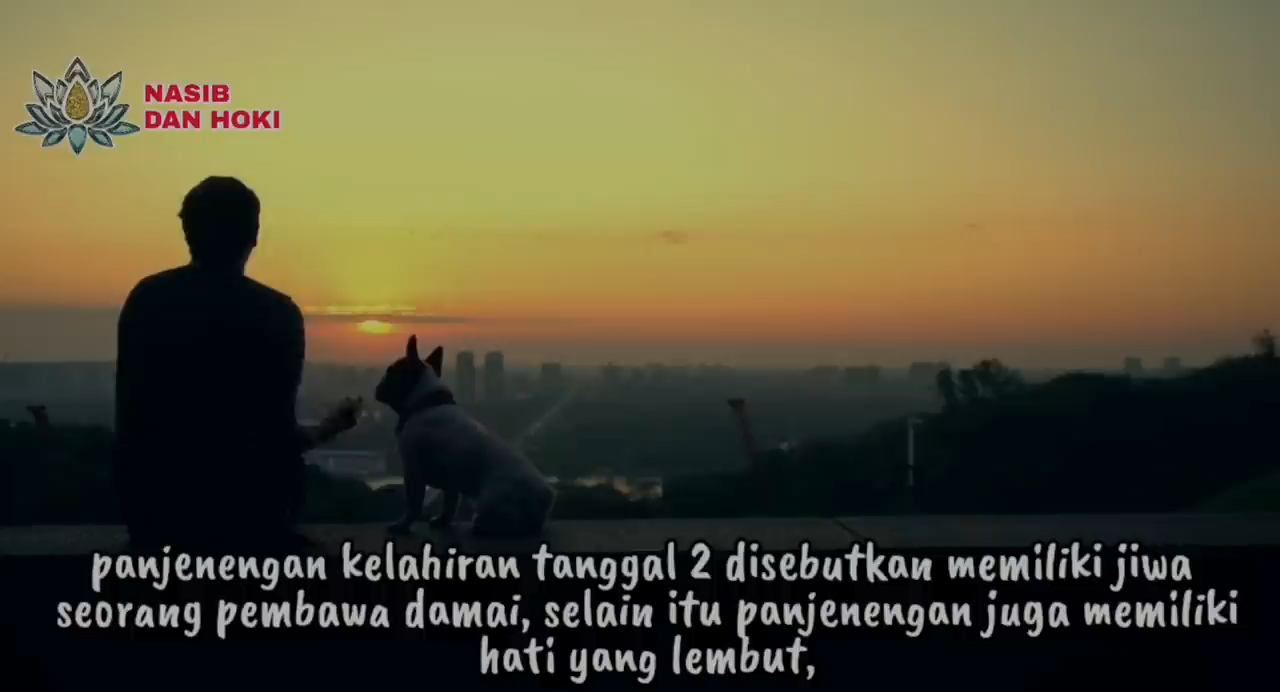 NASIB
DAN HOKI
panjenengan kelahiran tanggal 2 disebutkan memiliki jiwa
seorang pembawa damai, selain itu panjenengan juga memiliki
hati yang lembut,